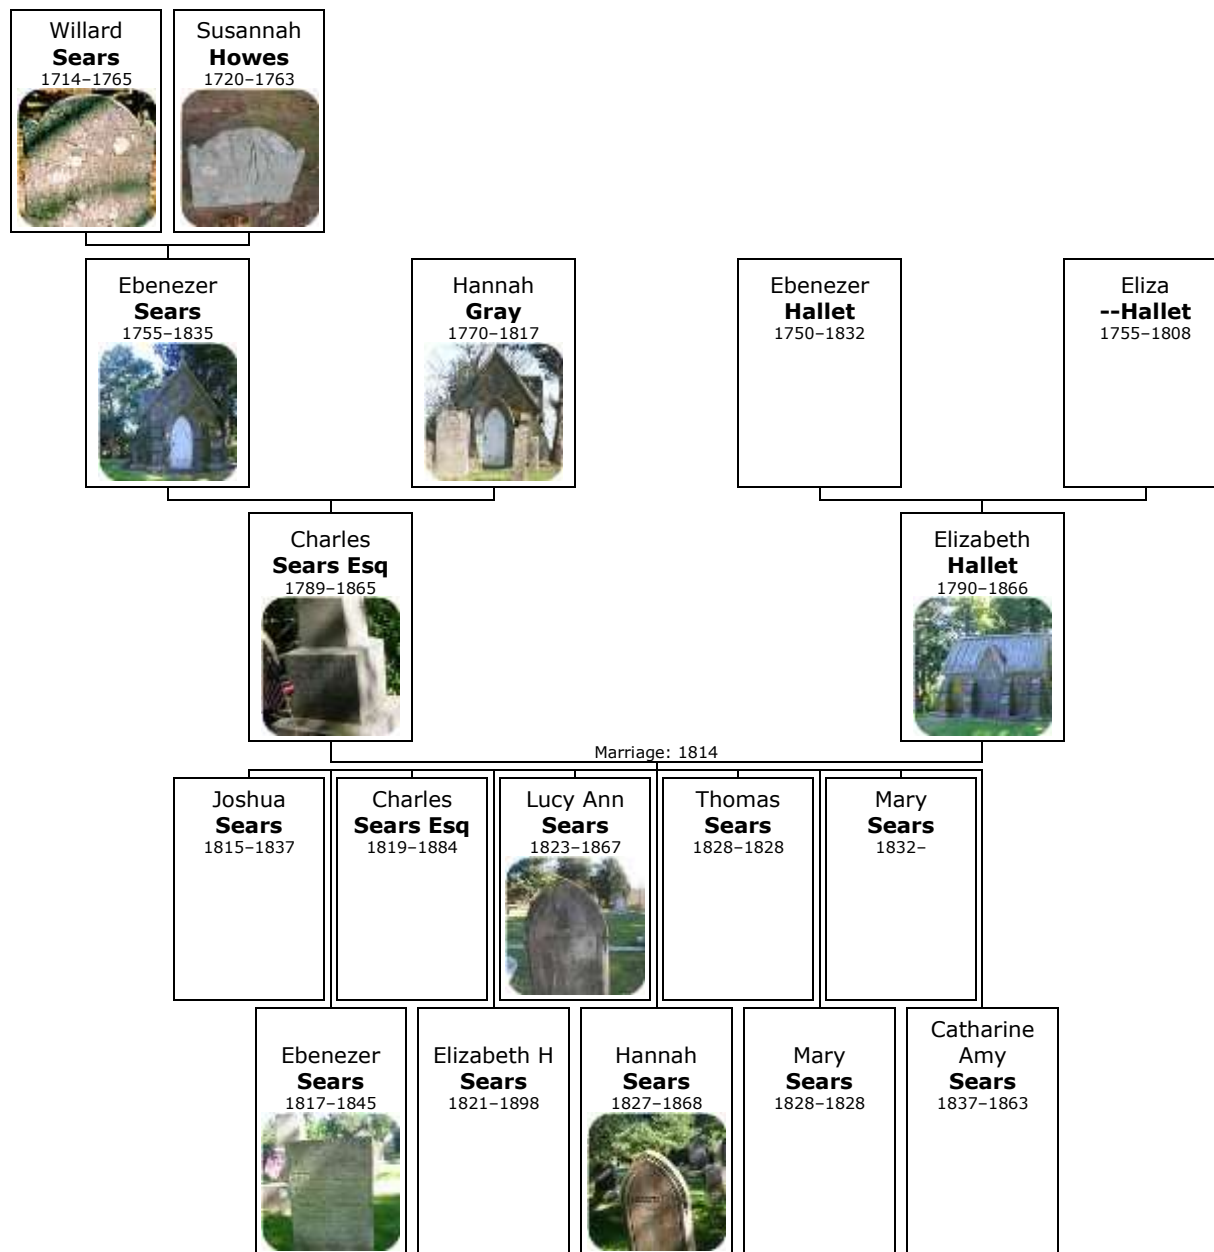 Willard
Sears
1714–1765
Susannah
Howes
1720–1763
Ebenezer
Sears
1755–1835
Hannah
Gray
1770–1817
Ebenezer
Hallet
1750–1832
Eliza
--Hallet
1755–1808
Charles
Sears Esq
1789–1865
Elizabeth
Hallet
1790–1866
Marriage: 1814
Joshua
Sears
1815–1837
Charles
Sears Esq
1819–1884
Lucy Ann
Sears
1823–1867
Thomas
Sears
1828–1828
Mary
Sears
1832–
Ebenezer
Sears
1817–1845
Elizabeth H
Sears
1821–1898
Hannah
Sears
1827–1868
Mary
Sears
1828–1828
Catharine
Amy
Sears
1837–1863